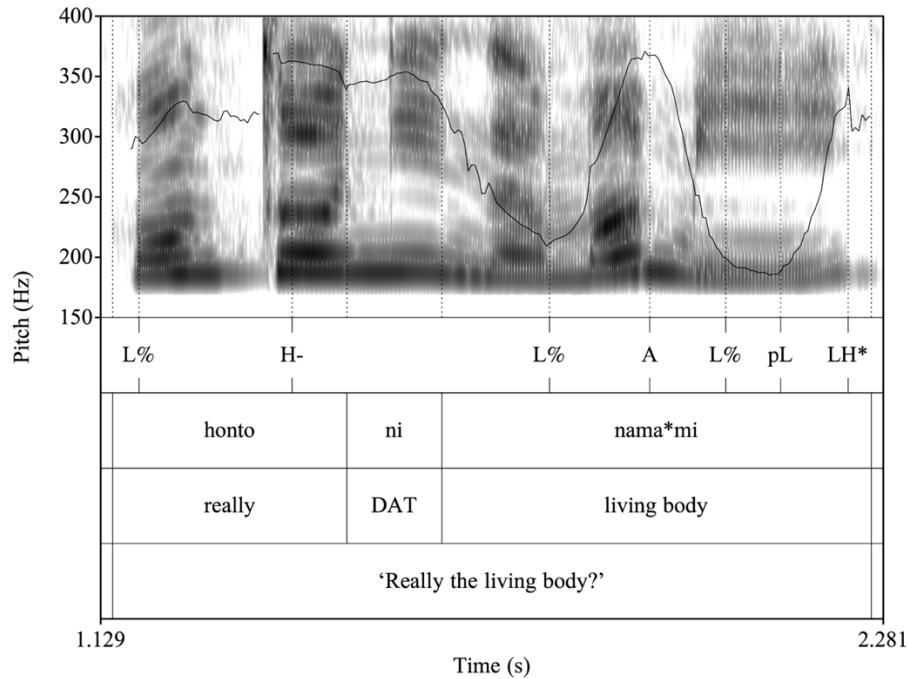 400
350
300
250
200
150
Pitch (Hz)
L% H- L% A L% pL LH*
honto ni nama*mi
really DAT living body
‘Really the living body?’
1.129 2.281
Time (s)